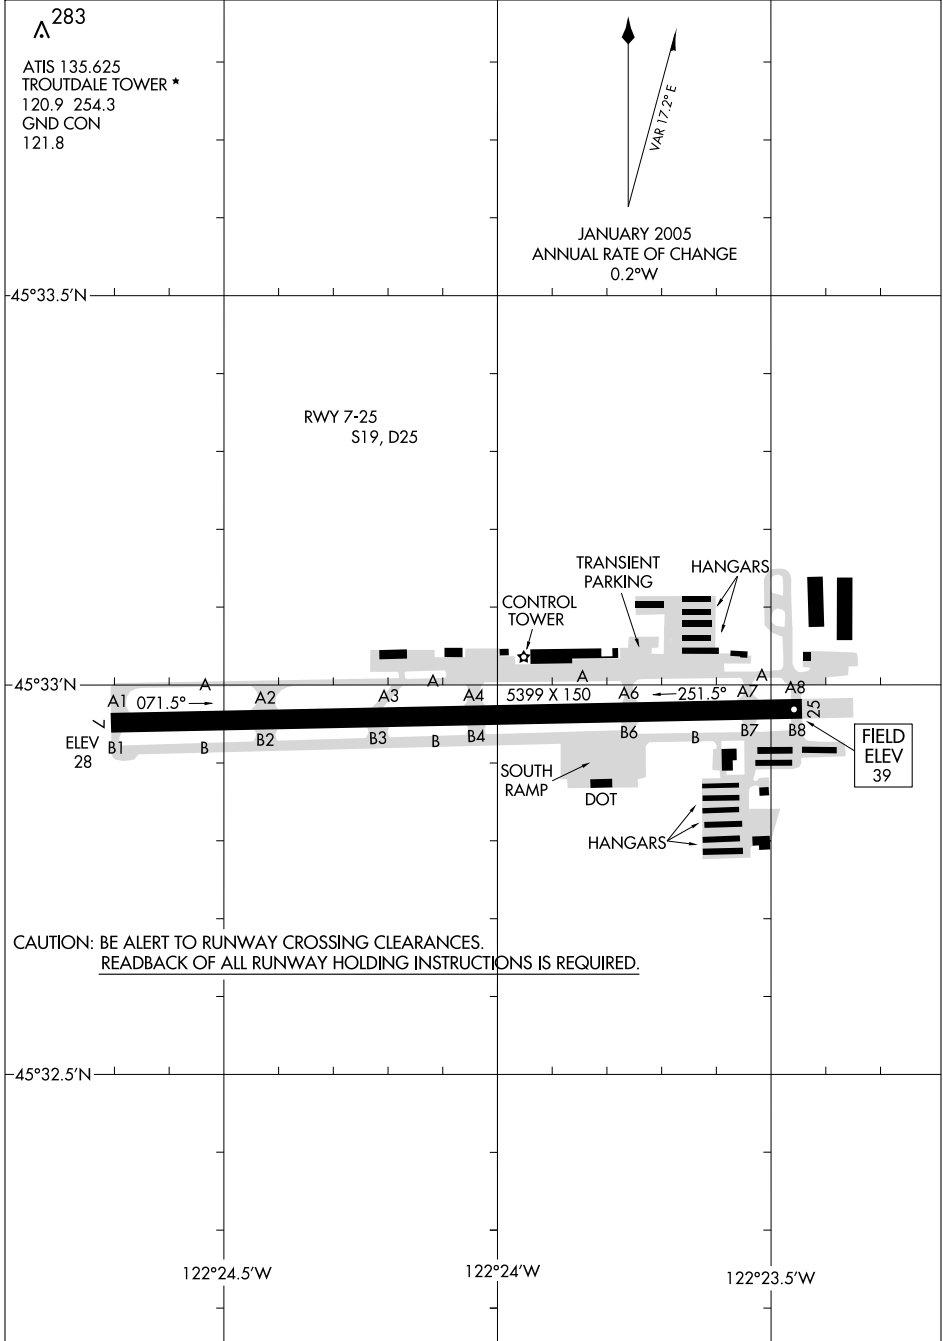 283
ATIS 135.625
TROUTDALE TOWER *
120.9 254.3
GND CON
121.8
VAR 17.2° E
JANUARY 2005
ANNUAL RATE OF CHANGE
0.2°W
45°33.5'N
RWY 7-25
S19, D25
TRANSIENT
PARKING
HANGARS
CONTROL
TOWER
45°33'N
A
A
A
A
A1
071.5°
A2
A3
A4
5399 X 150
A6
251.5°
A7
A8
7
25
ELEV
28
B1
B
B2
B3
B
B4
B6
B
B7
B8
FIELD
ELEV
39
SOUTH
RAMP
DOT
HANGARS
CAUTION: BE ALERT TO RUNWAY CROSSING CLEARANCES.
READBACK OF ALL RUNWAY HOLDING INSTRUCTIONS IS REQUIRED.
45°32.5'N
122°24.5'W
122°24'W
122°23.5'W